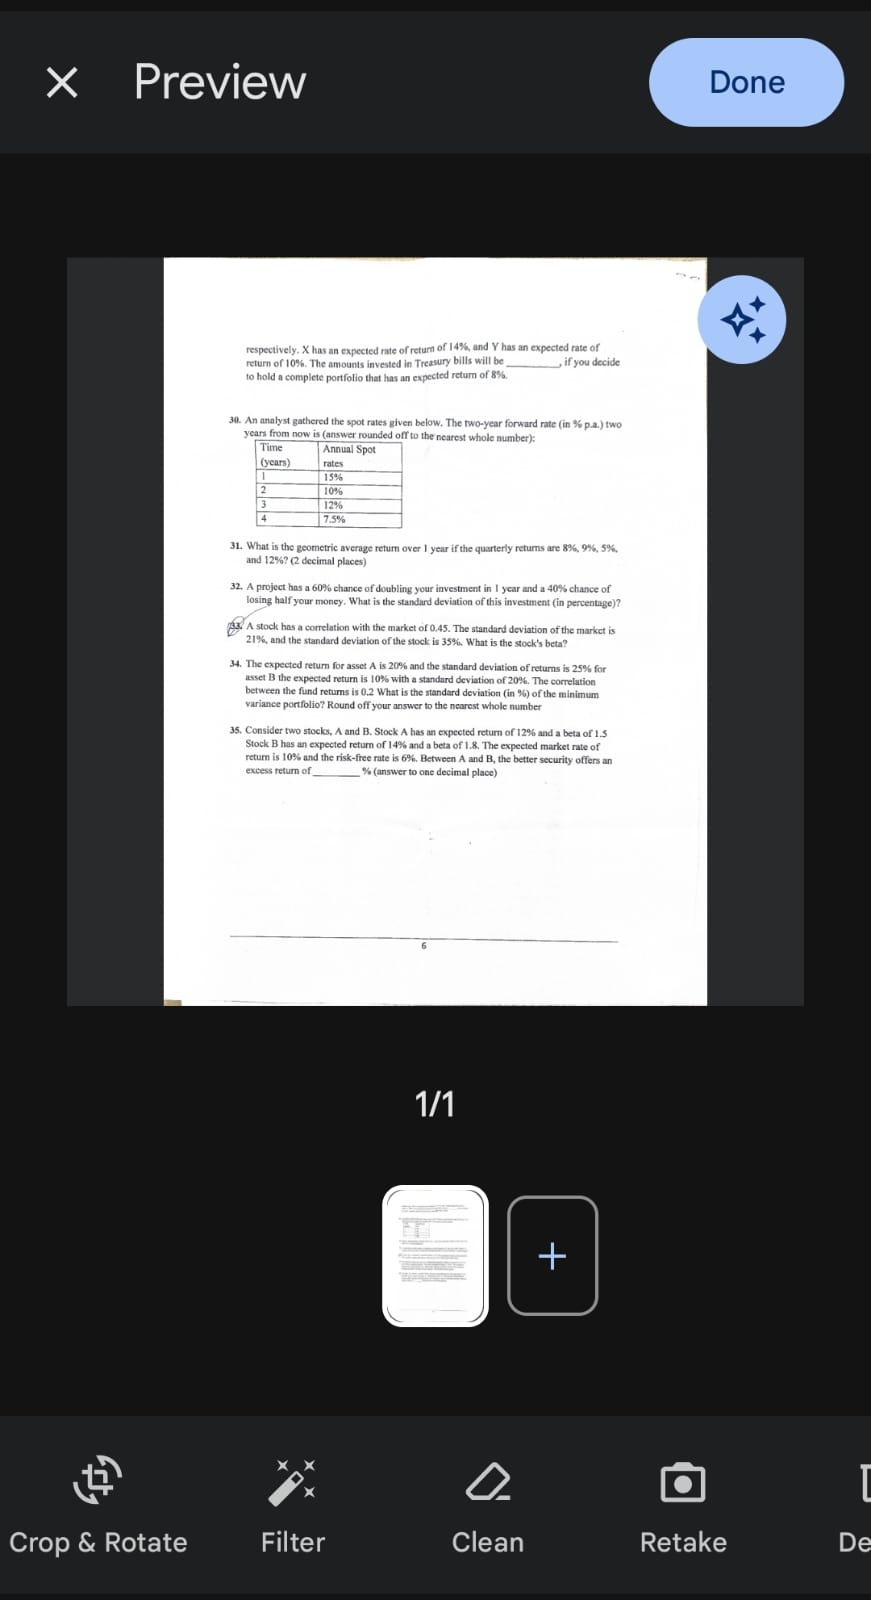 Preview
Done
respectively. X has an expected rate of return of 14%, and Y has an expected rate of
return of 10%. The amounts invested in Treasury bills will be ________, if you decide
to hold a complete portfolio that has an expected return of 8%.
30. An analyst gathered the spot rates given below. The two-year forward rate (in % p.a.) two
years from now is (answer rounded off to the nearest whole number):
Time (years) Annual Spot rates
1 15%
2 10%
3 12%
4 7.5%
31. What is the geometric average return over 1 year if the quarterly returns are 8%, 9%, 5%,
and 12%? (2 decimal places)
32. A project has a 60% chance of doubling your investment in 1 year and a 40% chance of
losing half your money. What is the standard deviation of this investment (in percentage)?
33. A stock has a correlation with the market of 0.45. The standard deviation of the market is
21%, and the standard deviation of the stock is 35%. What is the stock's beta?
34. The expected return for asset A is 20% and the standard deviation of returns is 25% for
asset B the expected return is 10% with a standard deviation of 20%. The correlation
between the fund returns is 0.2 What is the standard deviation (in %) of the minimum
variance portfolio? Round off your answer to the nearest whole number
35. Consider two stocks, A and B. Stock A has an expected return of 12% and a beta of 1.5
Stock B has an expected return of 14% and a beta of 1.8. The expected market rate of
return is 10% and the risk-free rate is 6%. Between A and B, the better security offers an
excess return of ________ % (answer to one decimal place)
6
1/1
Crop & Rotate
Filter
Clean
Retake
De